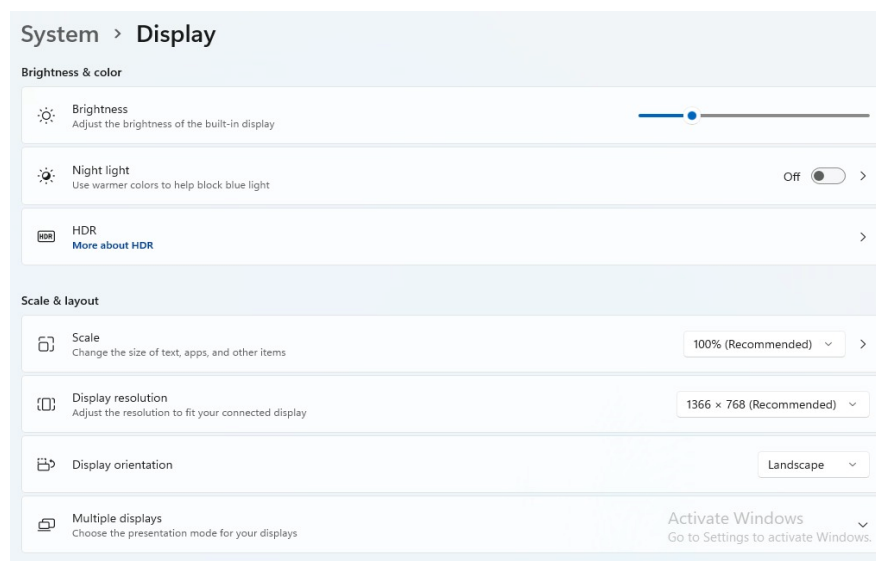 System > Display
Brightness & color
Brightness
Adjust the brightness of the built-in display
Night light
Use warmer colors to help block blue light
Off
HDR
HDR
More about HDR
Scale & layout
Scale
Change the size of text, apps, and other items
100% (Recommended)
Display resolution
Adjust the resolution to fit your connected display
1366 × 768 (Recommended)
Display orientation
Landscape
Multiple displays
Choose the presentation mode for your displays
Activate Windows
Go to Settings to activate Windows.